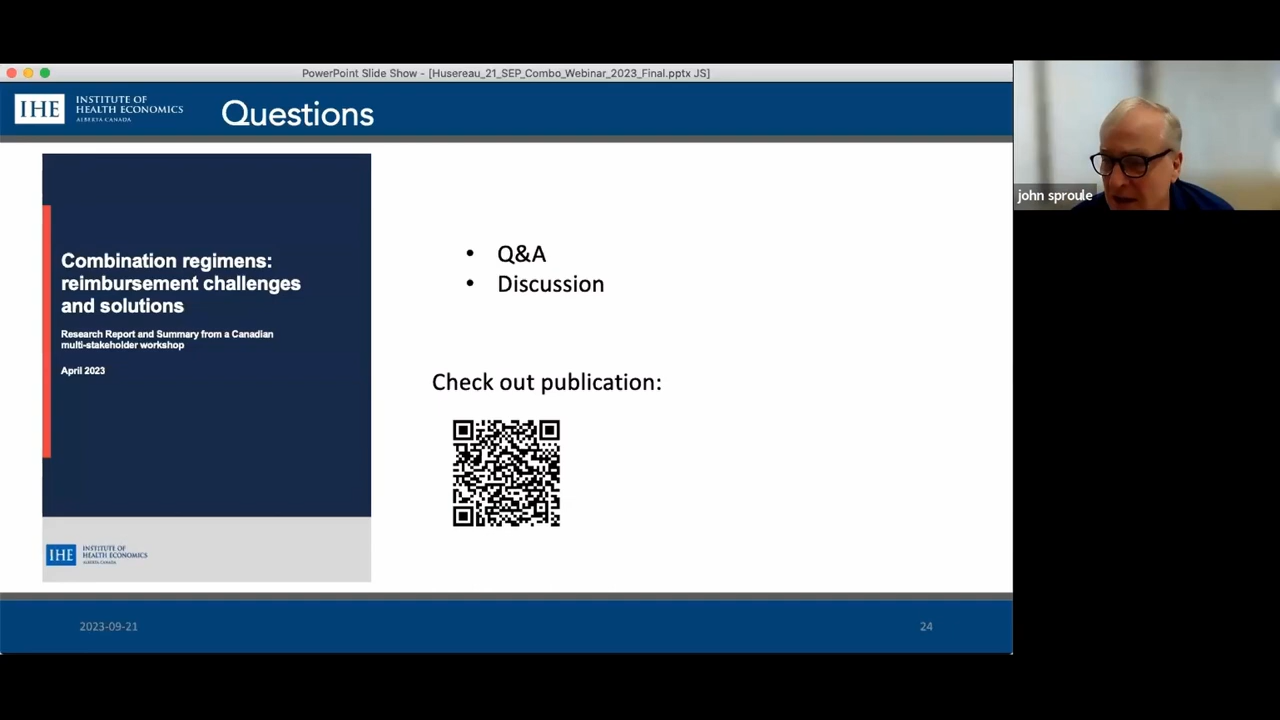 PowerPoint Slide Show - [Husereau_21_SEP_Combo_Webinar_2023_Final.pptx JS]
IHE
INSTITUTE OF
HEALTH ECONOMICS
ALBERTA CANADA
Questions
john sproule
Combination regimens:
reimbursement challenges
and solutions
Research Report and Summary from a Canadian
multi-stakeholder workshop
April 2023
IHE
INSTITUTE OF
HEALTH ECONOMICS
ALBERTA CANADA
• Q&A
• Discussion
Check out publication:
2023-09-21
24